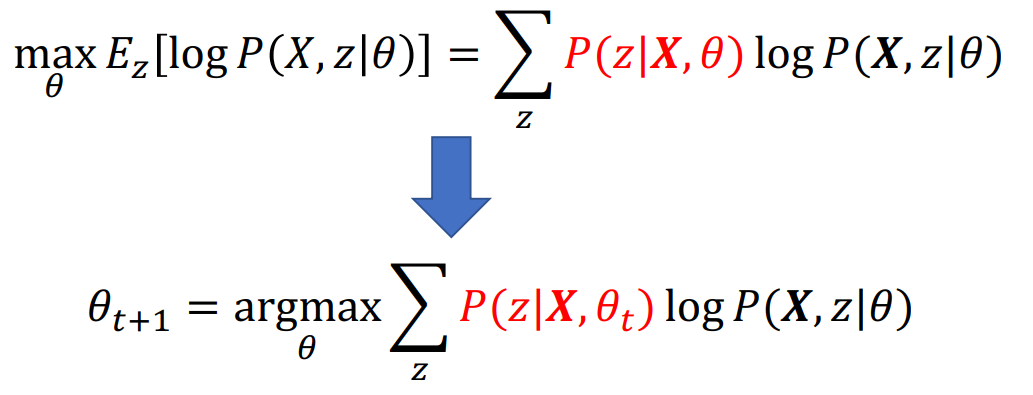 max_θ E_z[log P(X, z|θ)] = ∑_z P(z|X, θ) log P(X, z|θ)
θ_{t+1} = argmax_θ ∑_z P(z|X, θ_t) log P(X, z|θ)